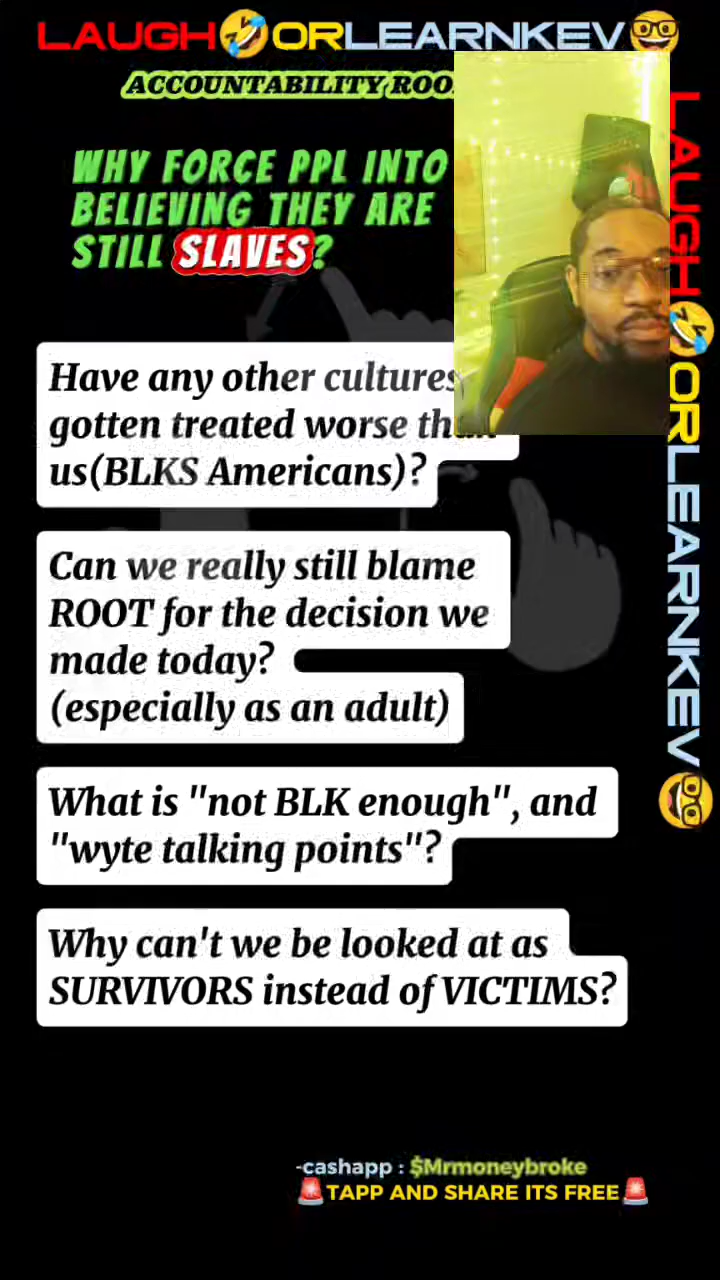 LAUGH🤣ORLEARNKEV🤓
ACCOUNTABILITY
WHY FORCE PPL INTO
BELIEVING THEY ARE
STILL SLAVES?
Have any other cultures
gotten treated worse than
us(BLKS Americans)?
Can we really still blame
ROOT for the decision we
made today?
(especially as an adult)
What is "not BLK enough", and
"wyte talking points"?
Why can't we be looked at as
SURVIVORS instead of VICTIMS?
LAUGH🤣ORLEARNKEV🤓
-cashapp : $Mrmoneybroke
🚨TAPP AND SHARE ITS FREE🚨